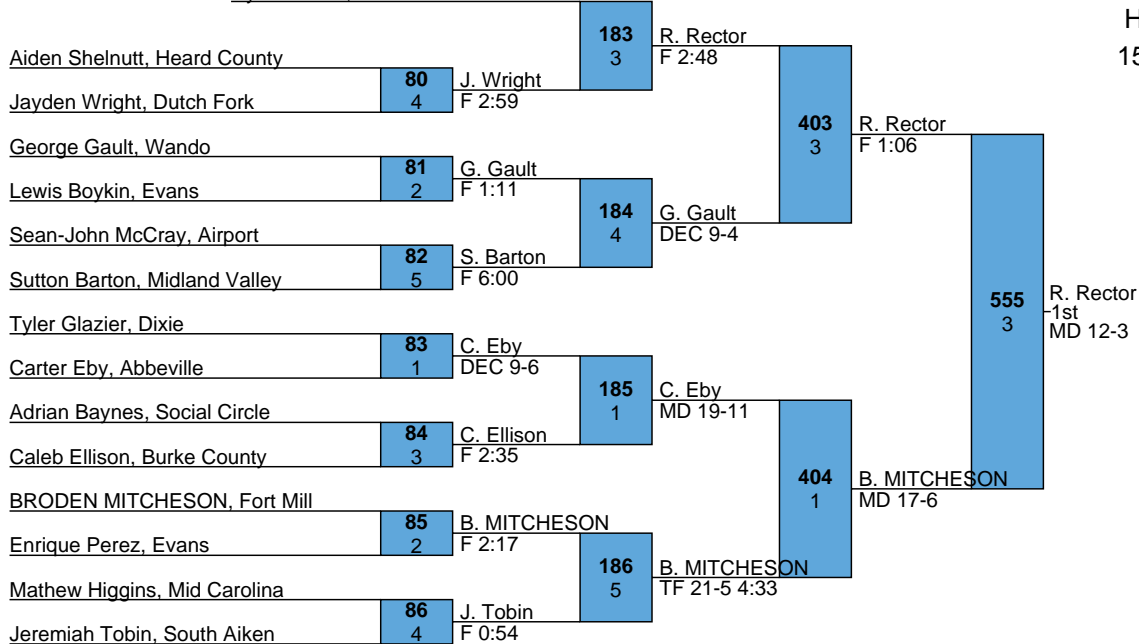 H
15
Aiden Shelnutt, Heard County
Jayden Wright, Dutch Fork
George Gault, Wando
Lewis Boykin, Evans
Sean-John McCray, Airport
Sutton Barton, Midland Valley
Tyler Glazier, Dixie
Carter Eby, Abbeville
Adrian Baynes, Social Circle
Caleb Ellison, Burke County
BRODEN MITCHESON, Fort Mill
Enrique Perez, Evans
Mathew Higgins, Mid Carolina
Jeremiah Tobin, South Aiken
80
4
J. Wright
F 2:59
81
2
G. Gault
F 1:11
82
5
S. Barton
F 6:00
83
1
C. Eby
DEC 9-6
84
3
C. Ellison
F 2:35
85
2
B. MITCHESON
F 2:17
86
4
J. Tobin
F 0:54
183
3
R. Rector
F 2:48
184
4
G. Gault
DEC 9-4
185
1
C. Eby
MD 19-11
186
5
B. MITCHESON
TF 21-5 4:33
403
3
R. Rector
F 1:06
404
1
B. MITCHESON
MD 17-6
555
3
R. Rector
1st
MD 12-3